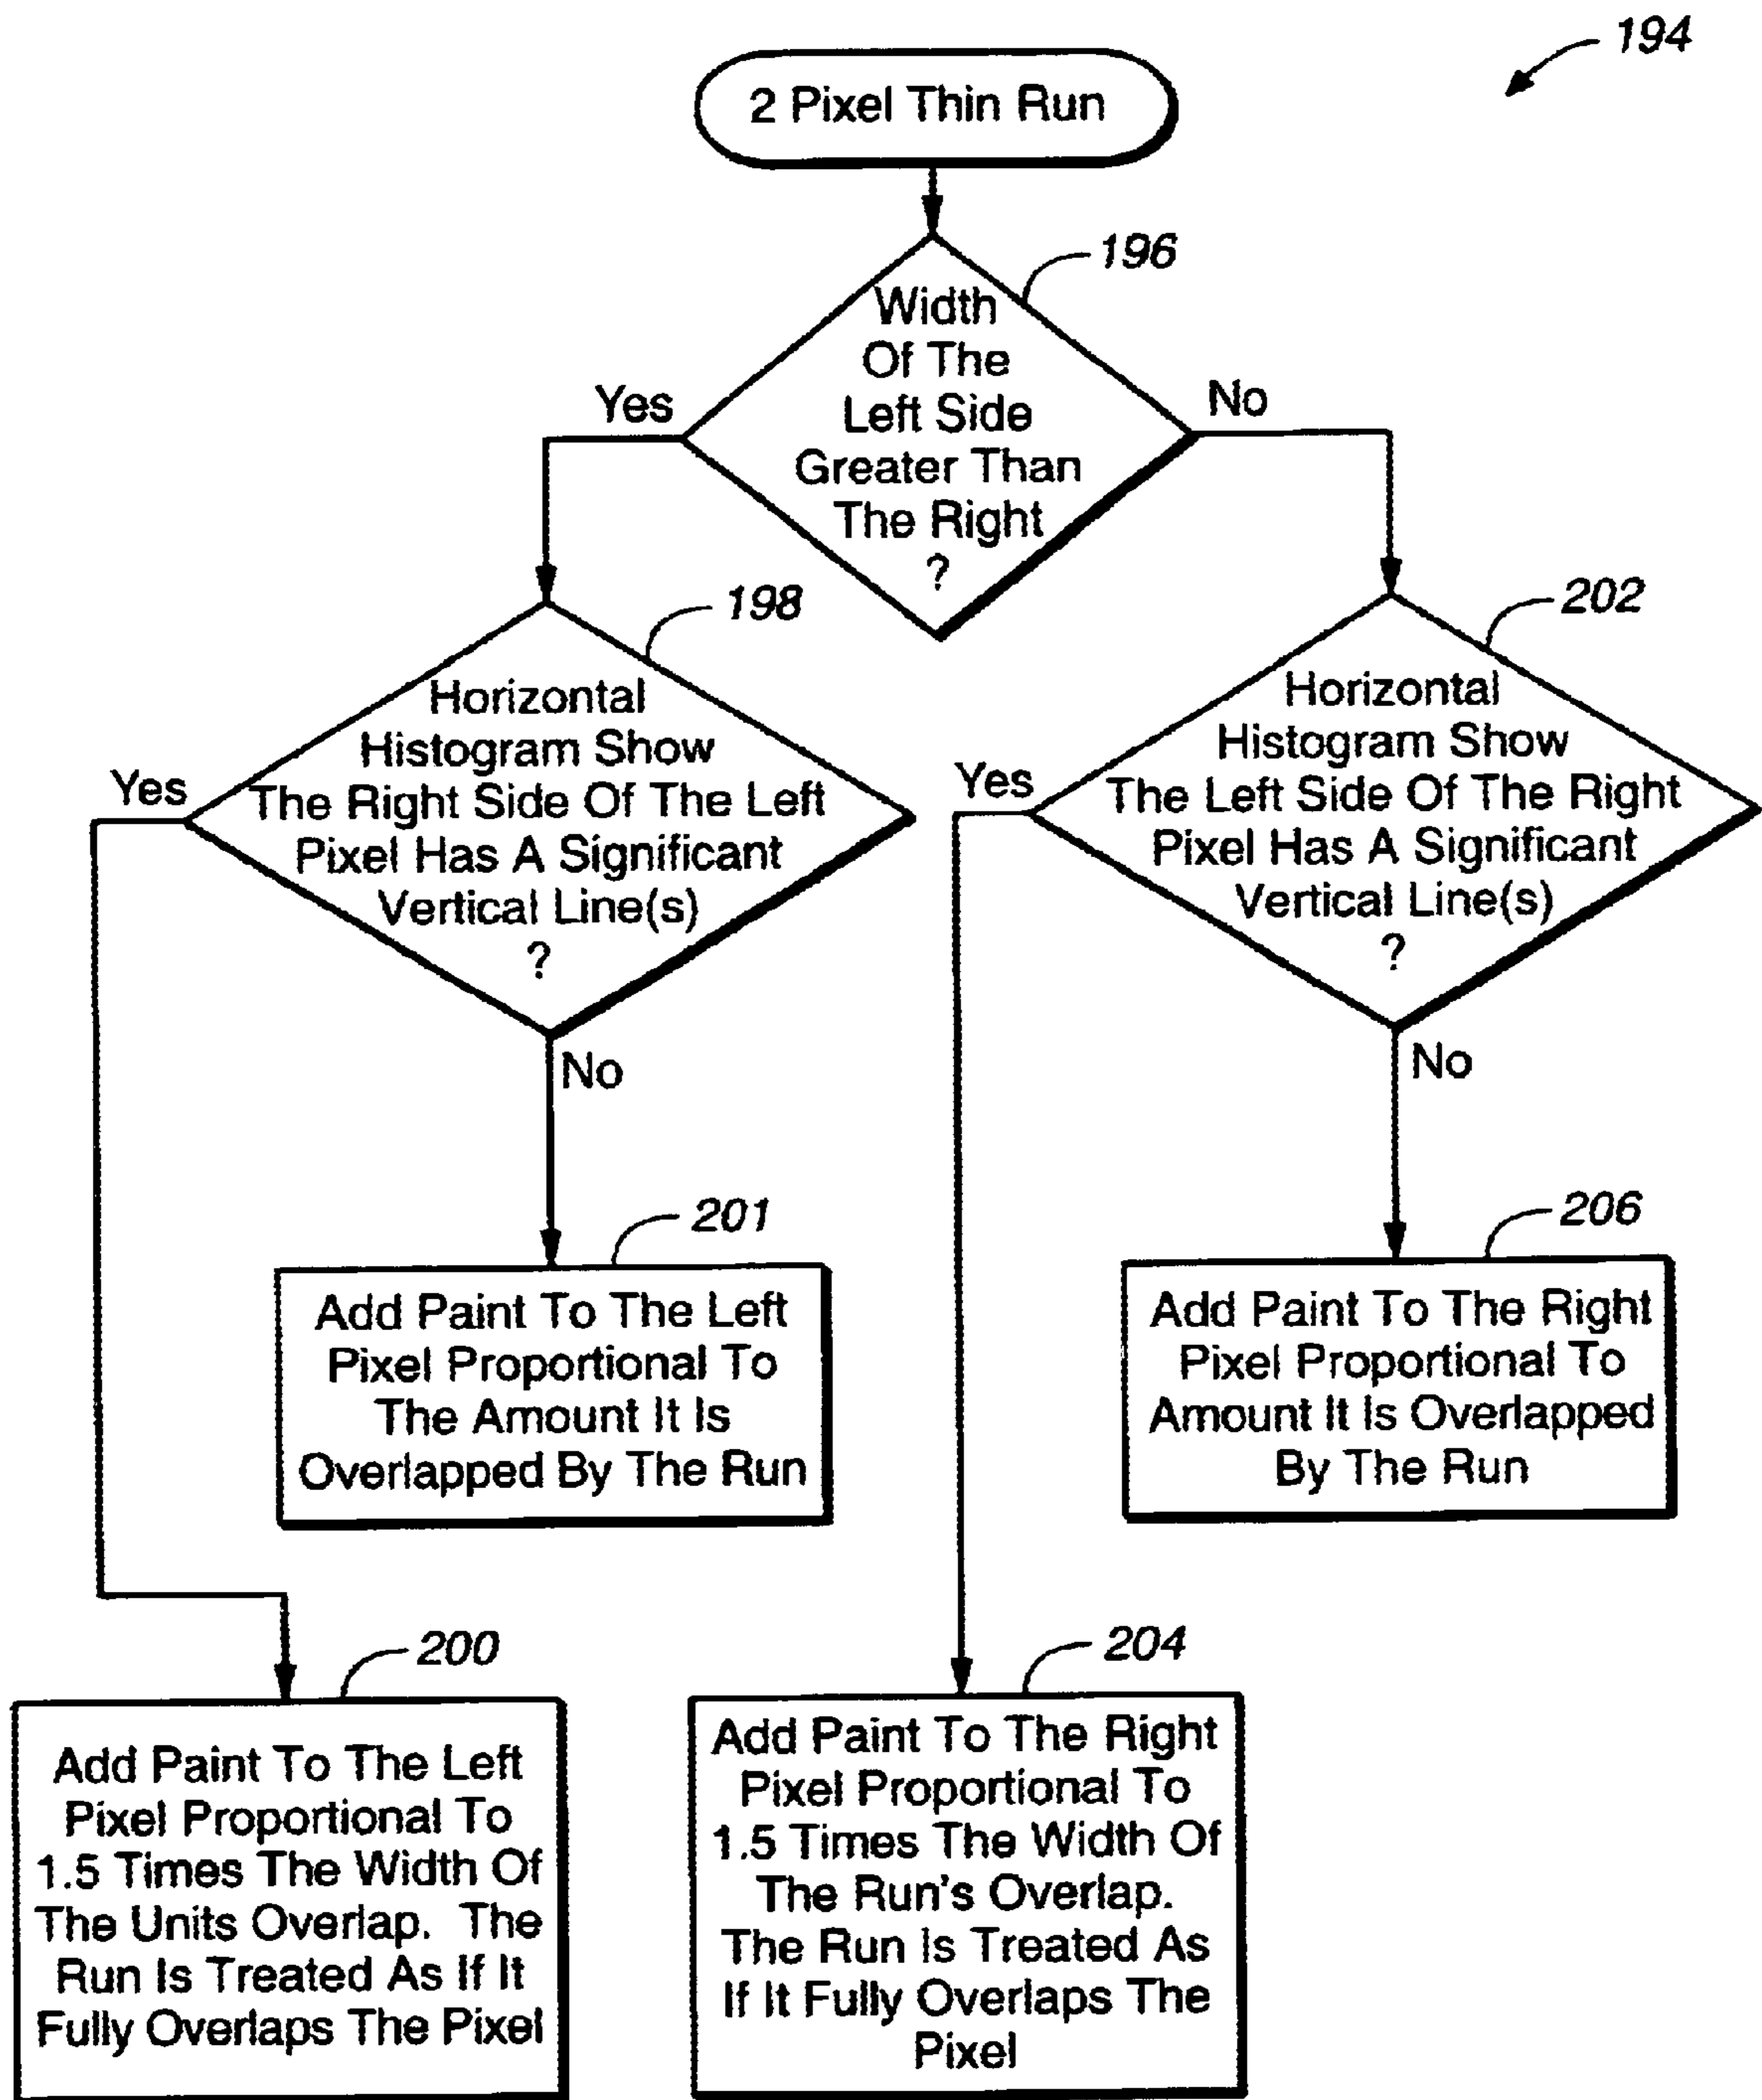 194
2 Pixel Thin Run
196
Width
Of The
Left Side
Greater Than
The Right
?
Yes
No
198
Horizontal
Histogram Show
The Right Side Of The Left
Pixel Has A Significant
Vertical Line(s)
?
Yes
No
202
Horizontal
Histogram Show
The Left Side Of The Right
Pixel Has A Significant
Vertical Line(s)
?
Yes
No
201
Add Paint To The Left
Pixel Proportional To
The Amount It Is
Overlapped By The Run
206
Add Paint To The Right
Pixel Proportional To
Amount It Is Overlapped
By The Run
200
Add Paint To The Left
Pixel Proportional To
1.5 Times The Width Of
The Units Overlap. The
Run Is Treated As If It
Fully Overlaps The Pixel
204
Add Paint To The Right
Pixel Proportional To
1.5 Times The Width Of
The Run's Overlap.
The Run Is Treated As
If It Fully Overlaps The
Pixel